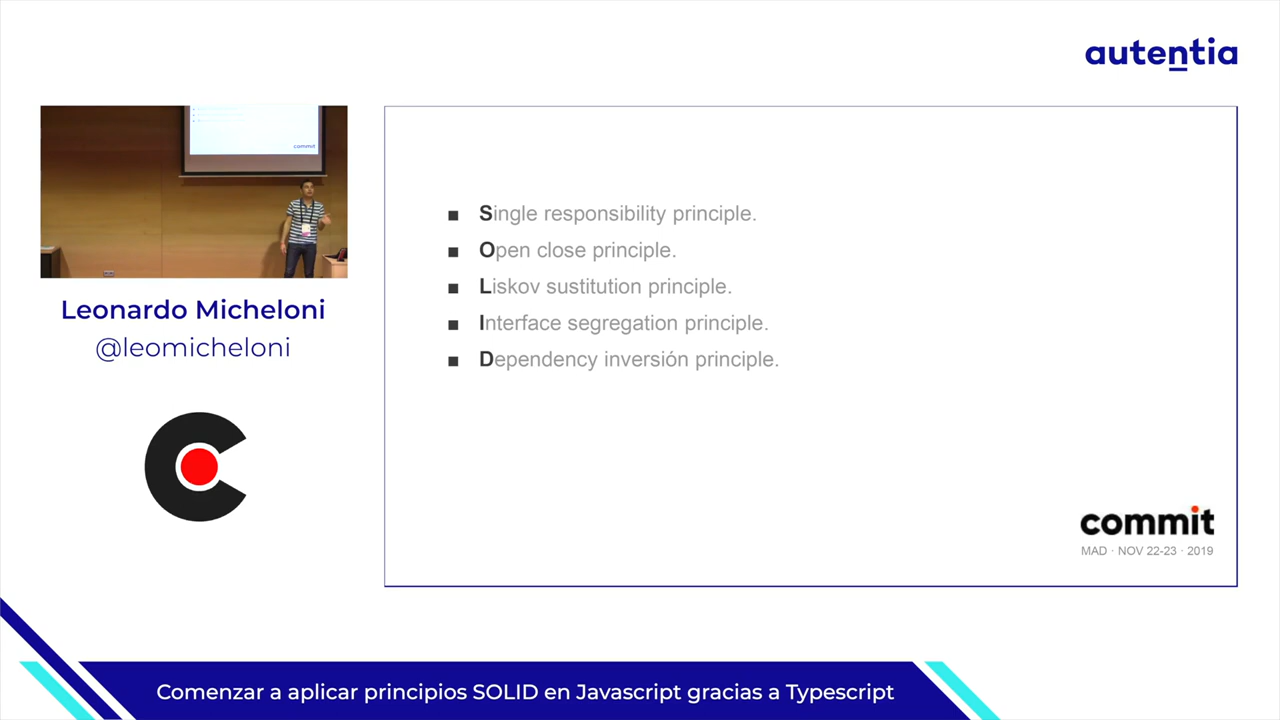 autentia
commit
Leonardo Micheloni
@leomicheloni
■ Single responsibility principle.
■ Open close principle.
■ Liskov sustitution principle.
■ Interface segregation principle.
■ Dependency inversión principle.
commit
MAD · NOV 22-23 · 2019
Comenzar a aplicar principios SOLID en Javascript gracias a Typescript